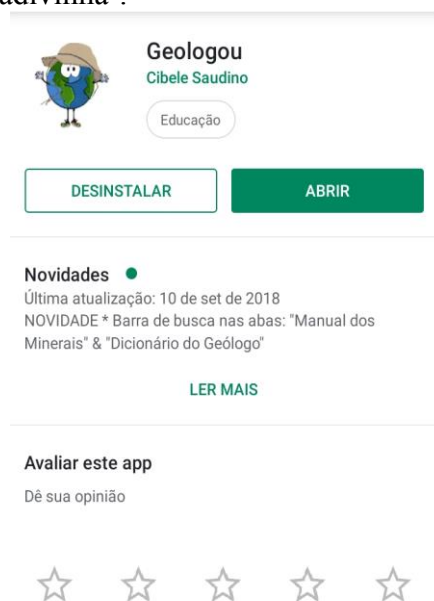 adivinha".
Geologou
Cibele Saudino
Educação
DESINSTALAR
ABRIR
Novidades
Última atualização: 10 de set de 2018
NOVIDADE * Barra de busca nas abas: "Manual dos
Minerais" & "Dicionário do Geólogo"
LER MAIS
Avaliar este app
Dê sua opinião